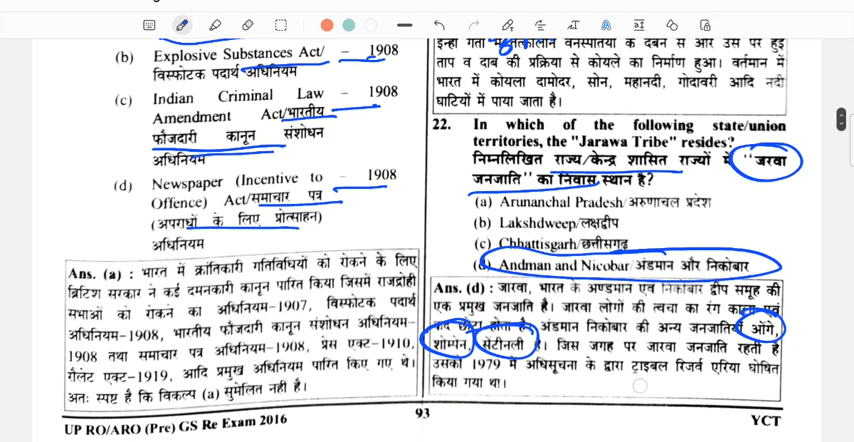 (b) Explosive Substances Act/ – 1908
विस्फोटक पदार्थ अधिनियम
(c) Indian Criminal Law – 1908
Amendment Act/भारतीय
फौजदारी कानून संशोधन
अधिनियम
(d) Newspaper (Incentive to – 1908
Offence) Act/समाचार पत्र
(अपराधों के लिए प्रोत्साहन)
अधिनियम
Ans. (a) : भारत में क्रांतिकारी गतिविधियों को रोकने के लिए
ब्रिटिश सरकार ने कई दमनकारी कानून पारित किया जिसमें राजद्रोही
सभाओं को रोकने का अधिनियम-1907, विस्फोटक पदार्थ
अधिनियम-1908, भारतीय फौजदारी कानून संशोधन अधिनियम-
1908 तथा समाचार पत्र अधिनियम-1908, प्रेस एक्ट-1910,
रौलेट एक्ट-1919, आदि प्रमुख अधिनियम पारित किए गए थे।
अतः स्पष्ट है कि विकल्प (a) सुमेलित नही है।
इन्हीं गर्तों में तत्कालीन वनस्पतियों के दबने से और उस पर हुई
ताप व दाब की प्रक्रिया से कोयले का निर्माण हुआ। वर्तमान में
भारत में कोयला दामोदर, सोन, महानदी, गोदावरी आदि नदी
घाटियों में पाया जाता है।
22. In which of the following state/union
territories, the "Jarawa Tribe" resides?
निम्नलिखित राज्य/केन्द्र शासित राज्यों में ''जरवा
जनजाति'' का निवास स्थान है?
(a) Arunanchal Pradesh/अरुणाचल प्रदेश
(b) Lakshdweep/लक्षद्वीप
(c) Chhattisgarh/छत्तीसगढ़
(d) Andman and Nicobar/अंडमान और निकोबार
Ans. (d) : जारवा, भारत के अण्डमान एवं निकोबार द्वीप समूह की
एक प्रमुख जनजाति है। जारवा लोगों की त्वचा का रंग काला एवं
कद छोटा होता है। अंडमान निकोबार की अन्य जनजातियाँ ओंगे,
शोम्पेन, सेंटीनली है। जिस जगह पर जारवा जनजाति रहती है
उसको 1979 में अधिसूचना के द्वारा ट्राइबल रिजर्व एरिया घोषित
किया गया था।
UP RO/ARO (Pre) GS Re Exam 2016 93 YCT